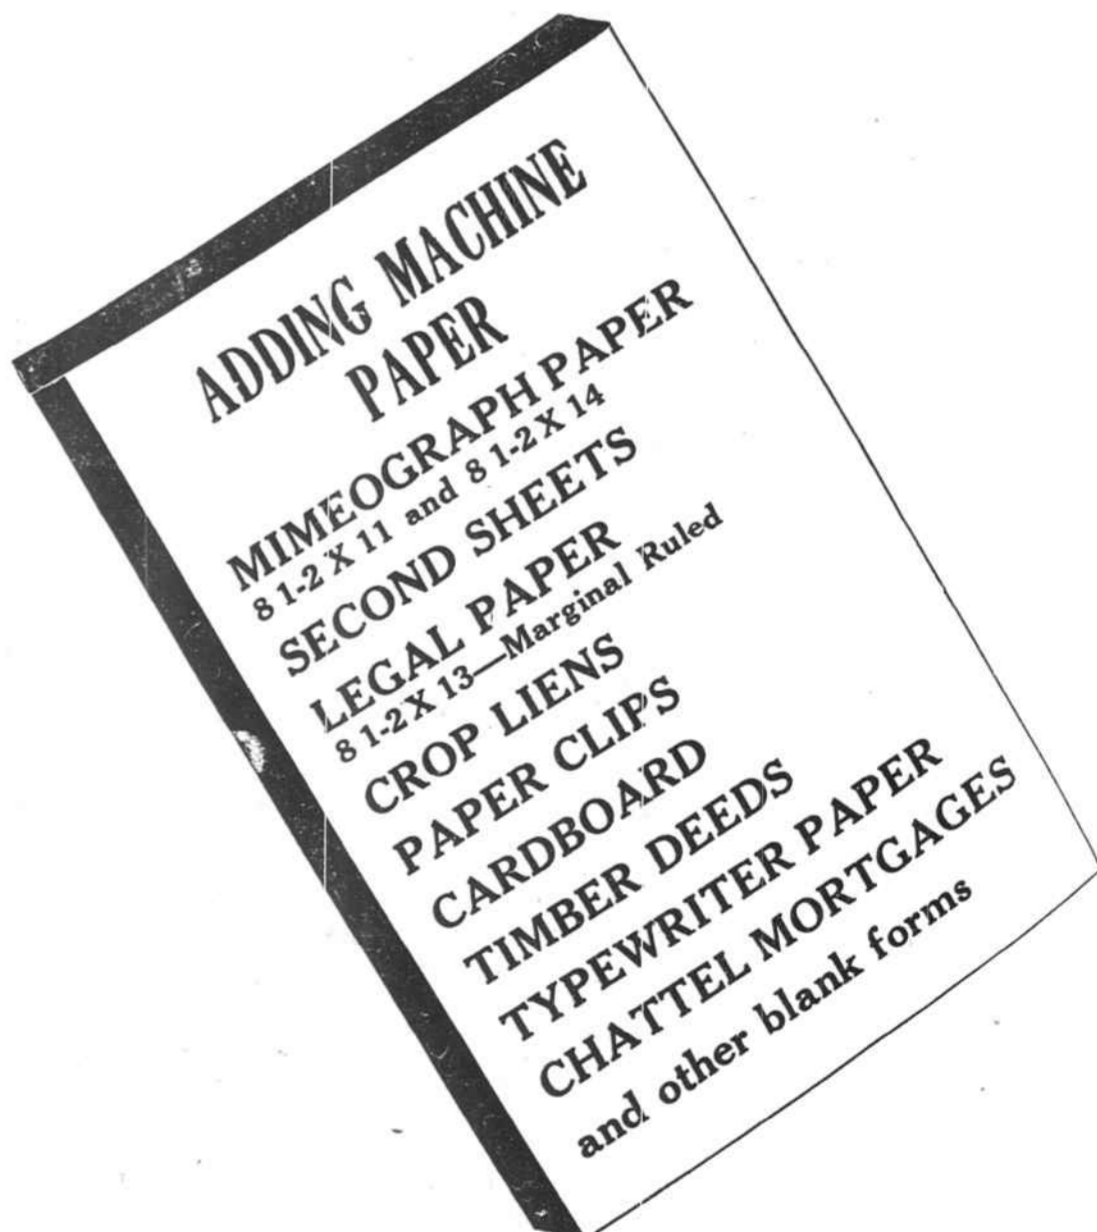 ADDING MACHINE
PAPER
MIMEOGRAPH PAPER
8 1-2 X 11 and 8 1-2 X 14
SECOND SHEETS
LEGAL PAPER
8 1-2 X 13—Marginal Ruled
CROP LIENS
PAPER CLIPS
CARDBOARD
TIMBER DEEDS
TYPEWRITER PAPER
CHATTEL MORTGAGES
and other blank forms